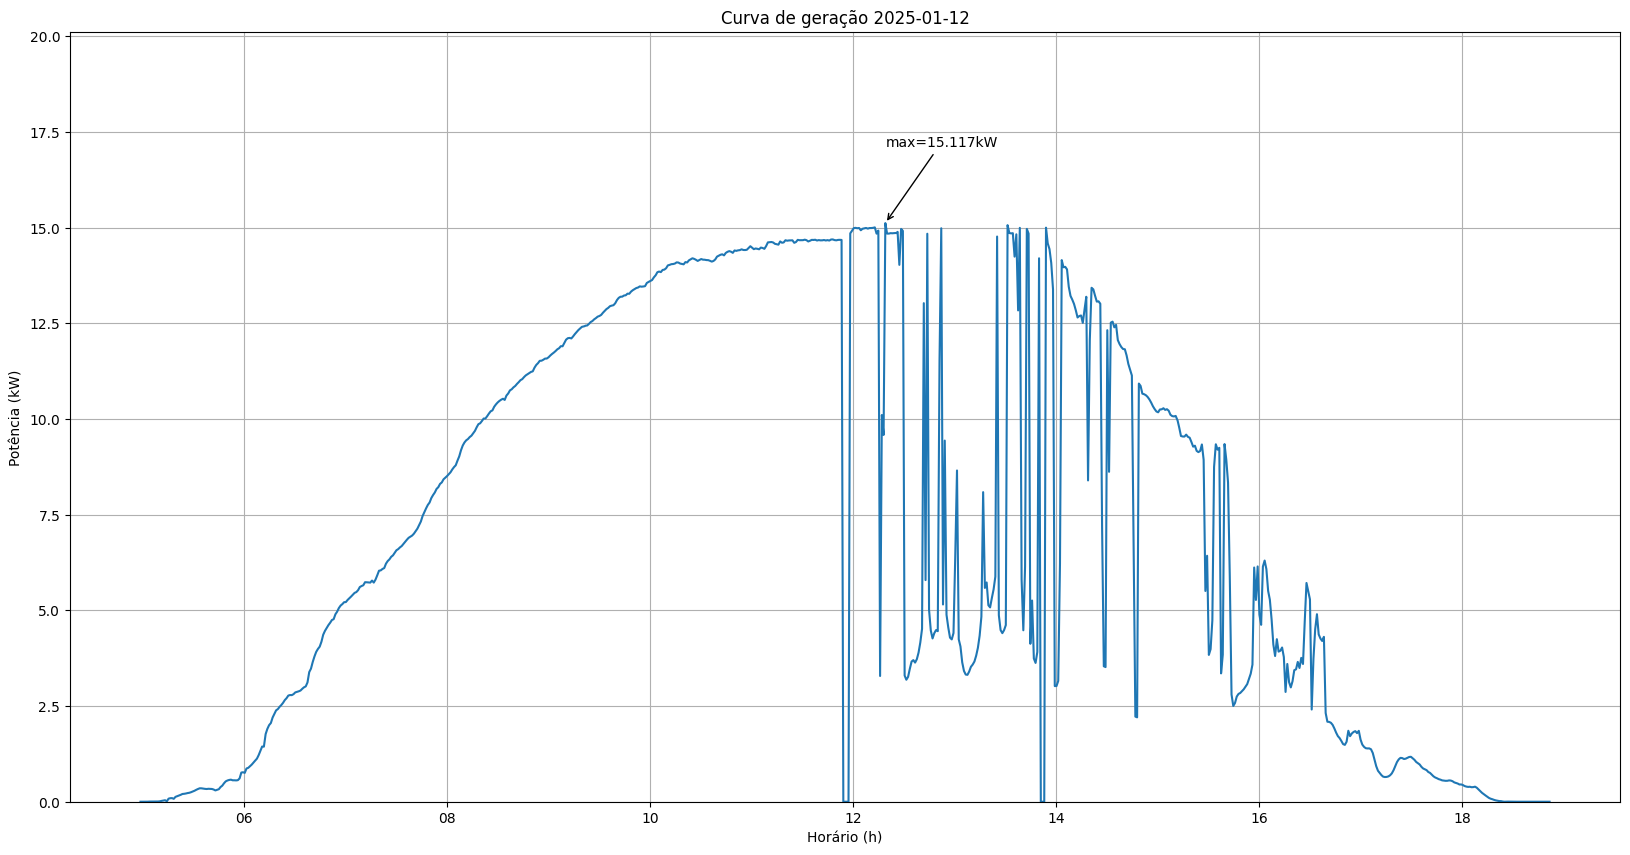 Curva de geração 2025-01-12
20.0
17.5
max=15.117kW
15.0
12.5
10.0
Potência (kW)
7.5
5.0
2.5
0.0
06 08 10 12 14 16 18
Horário (h)